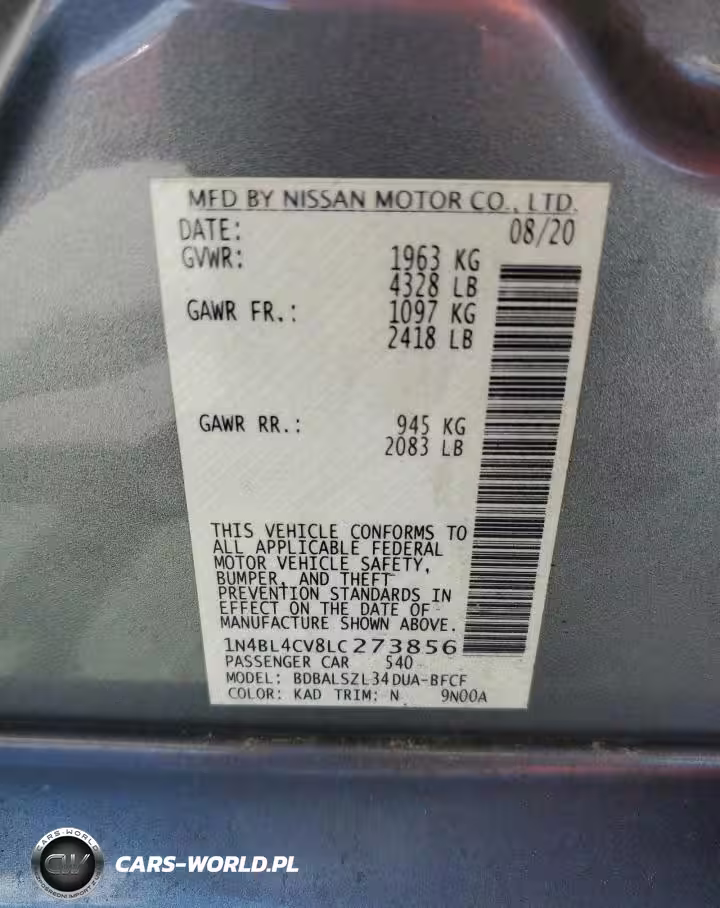 MFD BY NISSAN MOTOR CO., LTD.
DATE: 08/20
GVWR: 1963 KG
4328 LB
GAWR FR.: 1097 KG
2418 LB
GAWR RR.: 945 KG
2083 LB
THIS VEHICLE CONFORMS TO
ALL APPLICABLE FEDERAL
MOTOR VEHICLE SAFETY,
BUMPER, AND THEFT
PREVENTION STANDARDS IN
EFFECT ON THE DATE OF
MANUFACTURE SHOWN ABOVE.
1N4BL4CV8LC273856
PASSENGER CAR 540
MODEL: BDBALSZL34DUA-BFCF
COLOR: KAD TRIM: N 9N00A
CARS-WORLD
CW
CARS-WORLD.PL